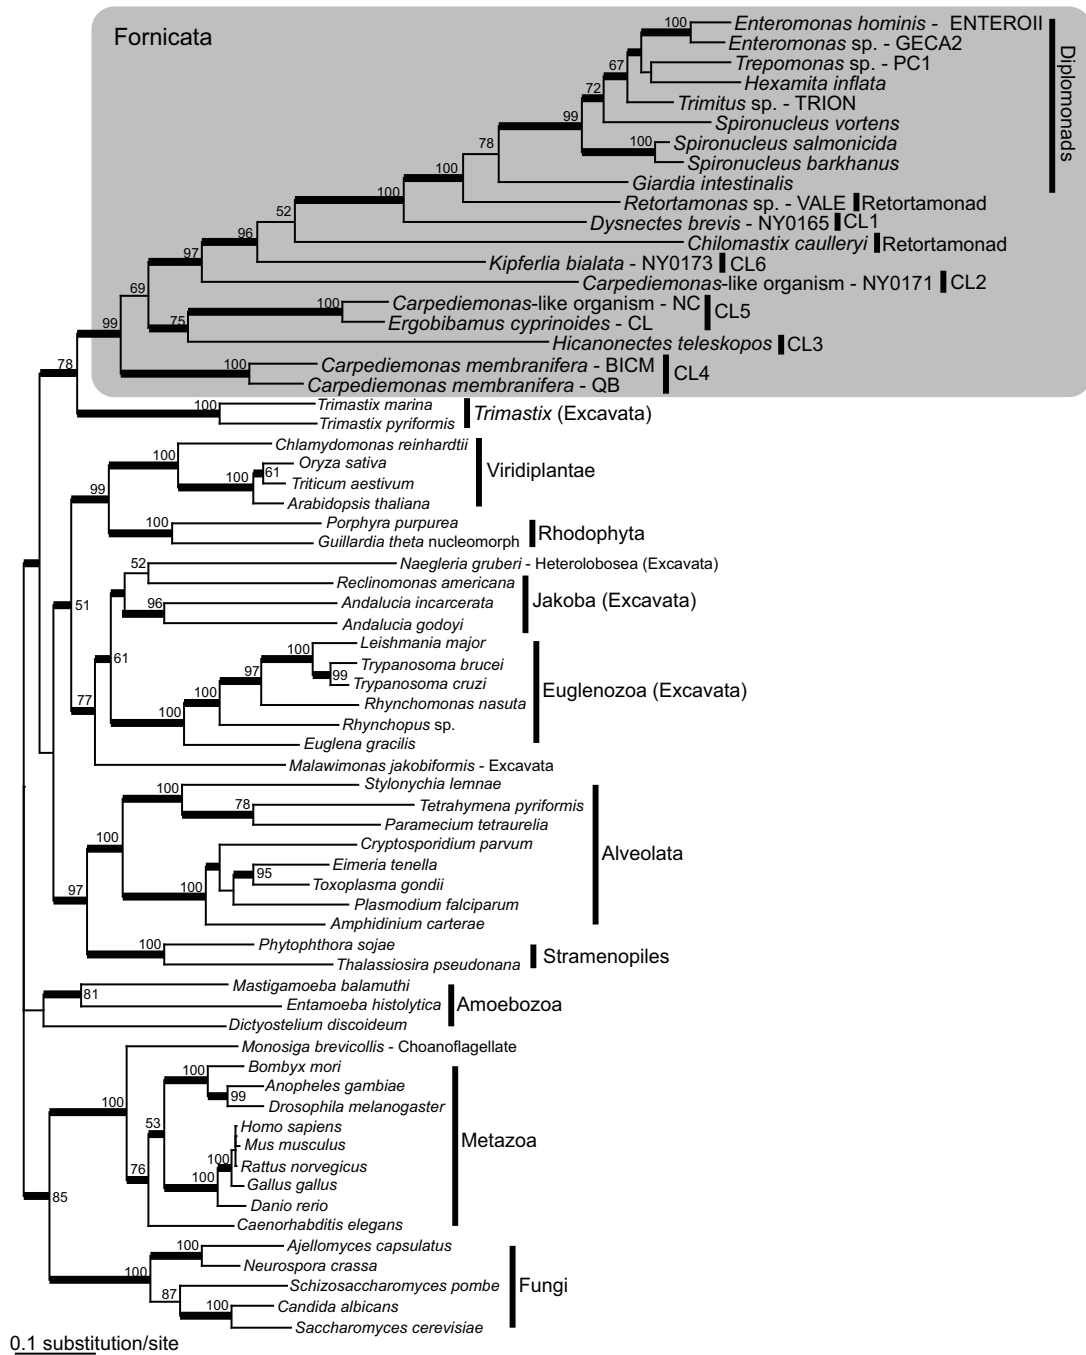 Fornicata
100
Enteromonas hominis - ENTEROII
Enteromonas sp. - GECA2
67
Trepomonas sp. - PC1
Hexamita inflata
72
Trimitus sp. - TRION
99
Spironucleus vortens
100
Spironucleus salmonicida
Spironucleus barkhanus
78
Giardia intestinalis
Diplomonads
100
Retortamonas sp. - VALE
Retortamonad
100
Dysnectes brevis - NY0165
CL1
52
Chilomastix caulleryi
Retortamonad
96
Kipferlia bialata - NY0173
CL6
97
Carpediemonas-like organism - NY0171
CL2
69
100
Carpediemonas-like organism - NC
Ergobibamus cyprinoides - CL
CL5
75
Hicanonectes teleskopos
CL3
99
100
Carpediemonas membranifera - BICM
Carpediemonas membranifera - QB
CL4
78
100
Trimastix marina
Trimastix pyriformis
Trimastix (Excavata)
Chlamydomonas reinhardtii
100
Oryza sativa
61
100
Triticum aestivum
Arabidopsis thaliana
Viridiplantae
99
100
Porphyra purpurea
Guillardia theta nucleomorph
Rhodophyta
52
Naegleria gruberi - Heterolobosea (Excavata)
Reclinomonas americana
96
Andalucia incarcerata
Andalucia godoyi
Jakoba (Excavata)
51
61
100
Leishmania major
Trypanosoma brucei
99
Trypanosoma cruzi
97
Rhynchomonas nasuta
Euglenozoa (Excavata)
100
77
100
Rhynchopus sp.
Euglena gracilis
Malawimonas jakobiformis - Excavata
100
Stylonychia lemnae
78
Tetrahymena pyriformis
Paramecium tetraurelia
100
Cryptosporidium parvum
Alveolata
Eimeria tenella
95
100
Toxoplasma gondii
Plasmodium falciparum
97
Amphidinium carterae
100
Phytophthora sojae
Thalassiosira pseudonana
Stramenopiles
Mastigamoeba balamuthi
81
Entamoeba histolytica
Amoebozoa
Dictyostelium discoideum
Monosiga brevicollis - Choanoflagellate
100
Bombyx mori
Anopheles gambiae
99
100
Drosophila melanogaster
53
Homo sapiens
Mus musculus
Metazoa
100
76
Rattus norvegicus
100
Gallus gallus
85
Danio rerio
Caenorhabditis elegans
100
Ajellomyces capsulatus
100
Neurospora crassa
Fungi
87
Schizosaccharomyces pombe
100
Candida albicans
Saccharomyces cerevisiae
0.1 substitution/site